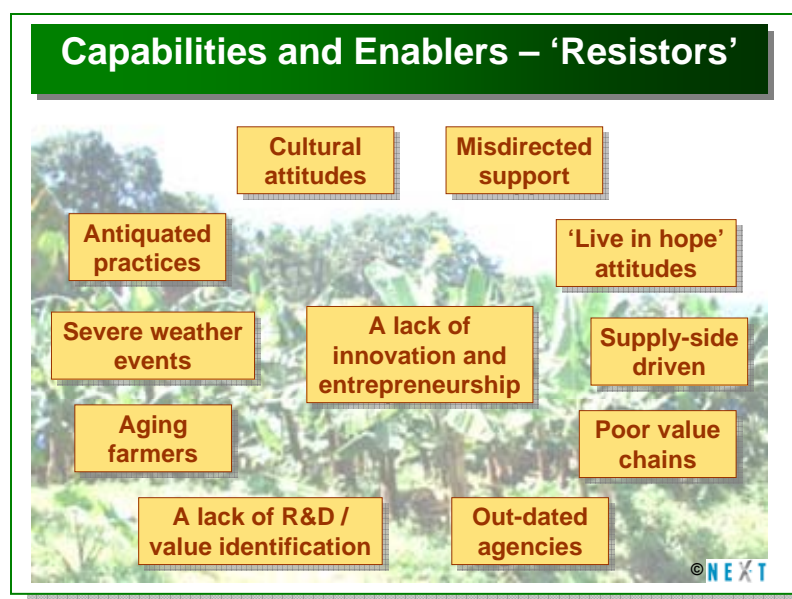 Capabilities and Enablers – ‘Resistors’
Cultural
attitudes
Misdirected
support
Antiquated
practices
‘Live in hope’
attitudes
Severe weather
events
A lack of
innovation and
entrepreneurship
Supply-side
driven
Aging
farmers
Poor value
chains
A lack of R&D /
value identification
Out-dated
agencies
©NEXT